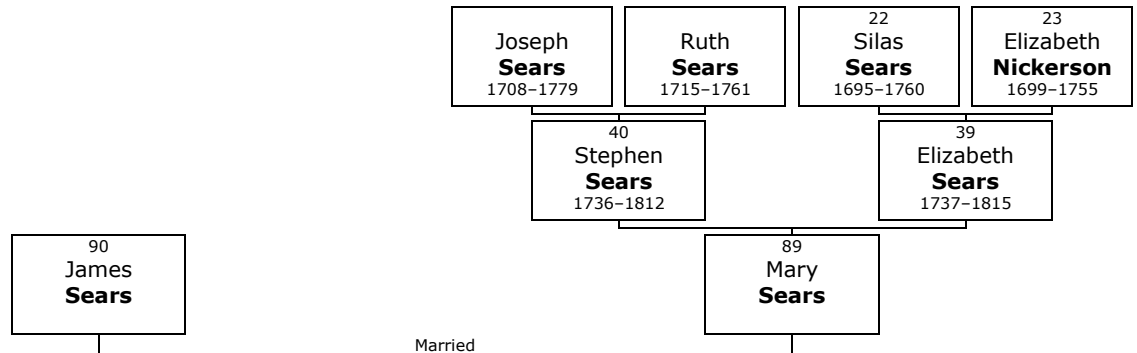 Joseph
Sears
1708–1779
Ruth
Sears
1715–1761
22
Silas
Sears
1695–1760
23
Elizabeth
Nickerson
1699–1755
40
Stephen
Sears
1736–1812
39
Elizabeth
Sears
1737–1815
90
James
Sears
89
Mary
Sears
Married